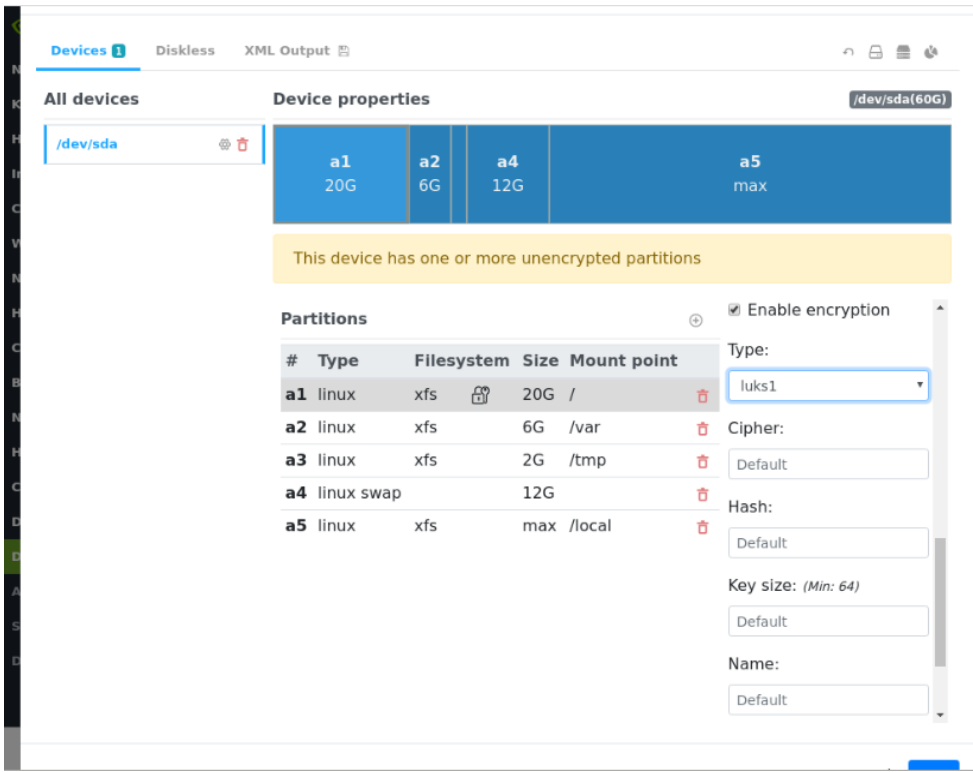 Devices 1 Diskless XML Output
All devices
Device properties
/dev/sda(60G)
/dev/sda
a1
20G
a2
6G
a4
12G
a5
max
This device has one or more unencrypted partitions
Partitions
# Type Filesystem Size Mount point
a1 linux xfs 20G /
a2 linux xfs 6G /var
a3 linux xfs 2G /tmp
a4 linux swap 12G
a5 linux xfs max /local
Enable encryption
Type:
luks1
Cipher:
Default
Hash:
Default
Key size: (Min: 64)
Default
Name:
Default